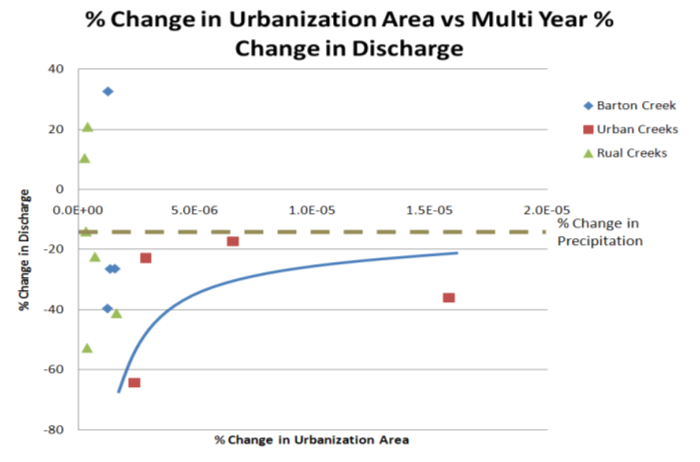 % Change in Urbanization Area vs Multi Year %
Change in Discharge
40
20
0
-20
-40
-60
-80
% Change in Discharge
0.0E+00 5.0E-06 1.0E-05 1.5E-05 2.0E-05
% Change in Urbanization Area
Barton Creek
Urban Creeks
Rual Creeks
% Change in
Precipitation